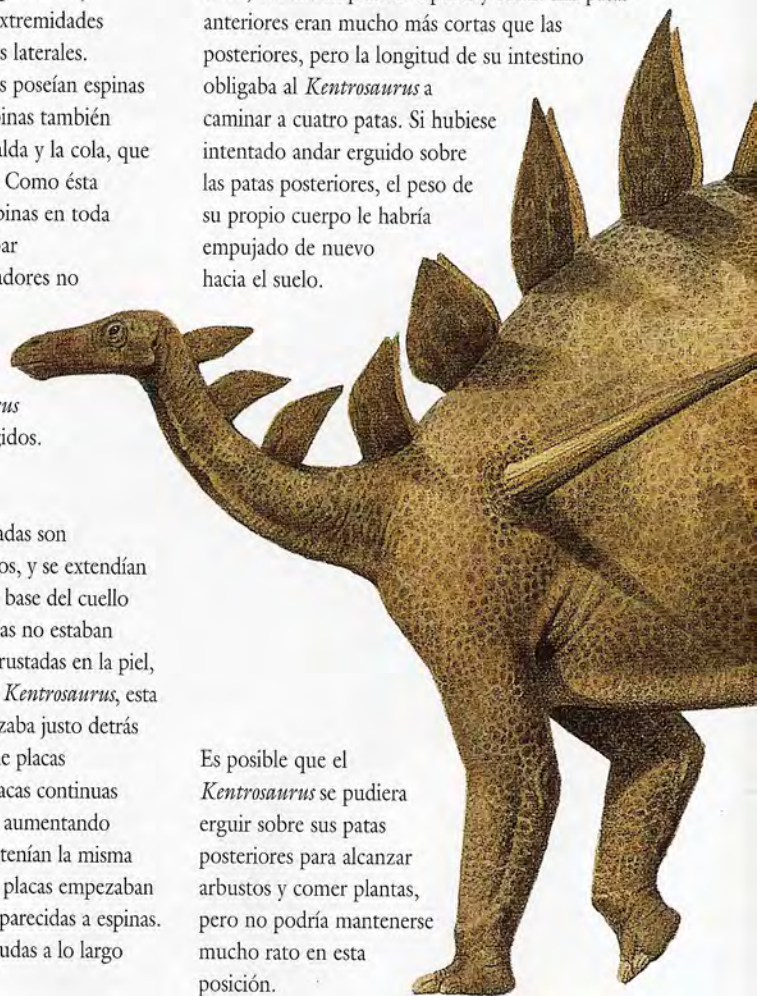 xtremidades
s laterales.
s poseían espinas
inas también
alda y la cola, que
Como ésta
pinas en toda
ar
adores no
us
gidos.
adas son
os, y se extendían
base del cuello
as no estaban
rustadas en la piel,
Kentrosaurus, esta
zaba justo detrás
e placas
acas continuas
aumentando
tenían la misma
placas empezaban
parecidas a espinas.
udas a lo largo
anteriores eran mucho más cortas que las
posteriores, pero la longitud de su intestino
obligaba al Kentrosaurus a
caminar a cuatro patas. Si hubiese
intentado andar erguido sobre
las patas posteriores, el peso de
su propio cuerpo le habría
empujado de nuevo
hacia el suelo.
Es posible que el
Kentrosaurus se pudiera
erguir sobre sus patas
posteriores para alcanzar
arbustos y comer plantas,
pero no podría mantenerse
mucho rato en esta
posición.